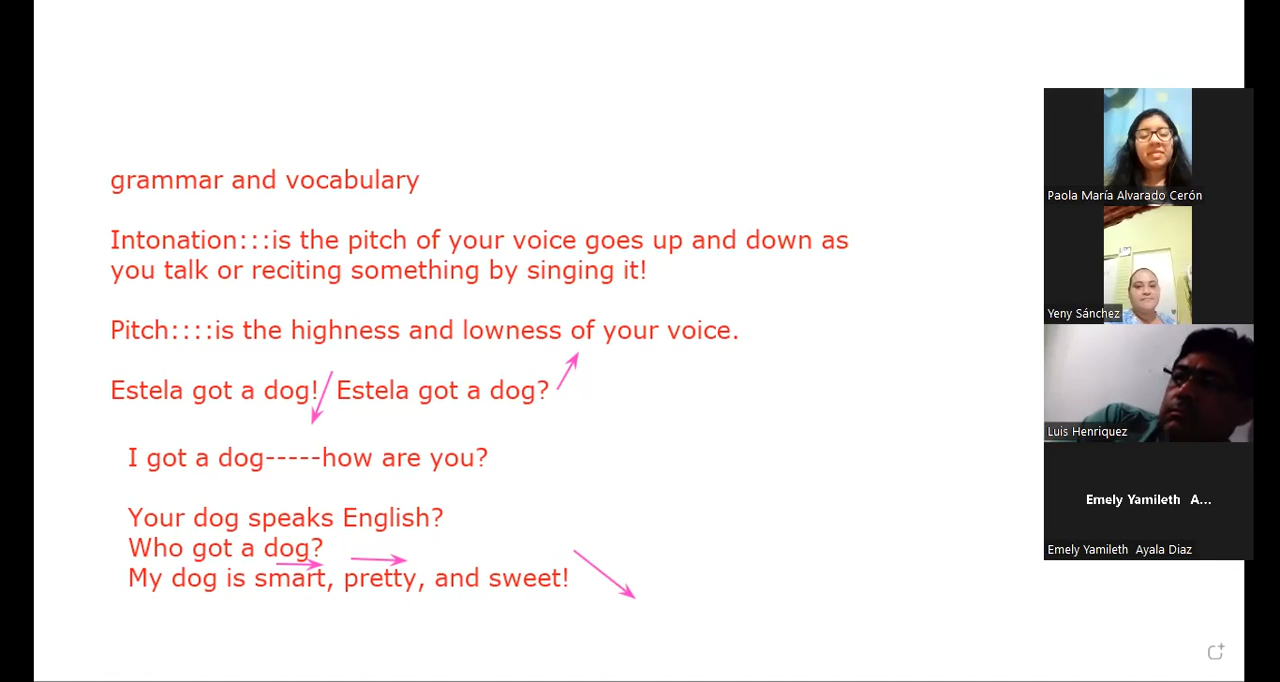 grammar and vocabulary
Intonation:::is the pitch of your voice goes up and down as
you talk or reciting something by singing it!
Pitch::::is the highness and lowness of your voice.
Estela got a dog! Estela got a dog?
I got a dog-----how are you?
Your dog speaks English?
Who got a dog?
My dog is smart, pretty, and sweet!
Paola María Alvarado Cerón
Yeny Sánchez
Luis Henriquez
Emely Yamileth A...
Emely Yamileth Ayala Diaz